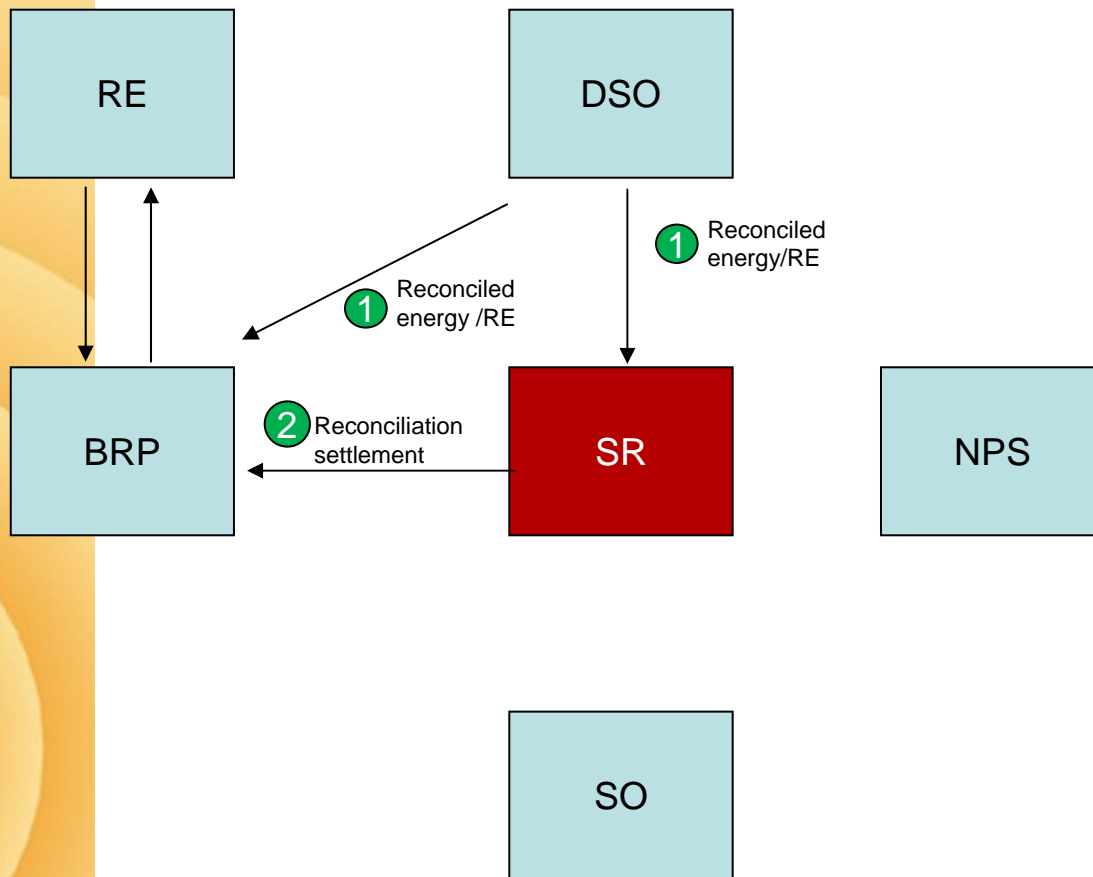 RE
DSO
1
Reconciled
energy/RE
1
Reconciled
energy /RE
BRP
2
Reconciliation
settlement
SR
NPS
SO